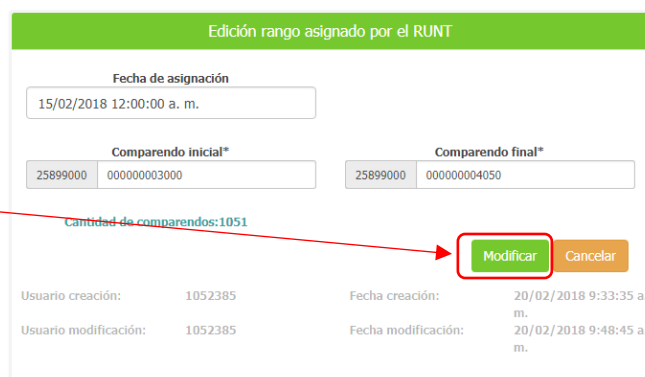 Edición rango asignado por el RUNT
Fecha de asignación
15/02/2018 12:00:00 a. m.
Comparendo inicial* Comparendo final*
25899000 000000003000 25899000 000000004050
Cantidad de comparendos:1051
Modificar Cancelar
Usuario creación: 1052385 Fecha creación: 20/02/2018 9:33:35 a.
m.
Usuario modificación: 1052385 Fecha modificación: 20/02/2018 9:48:45 a.
m.